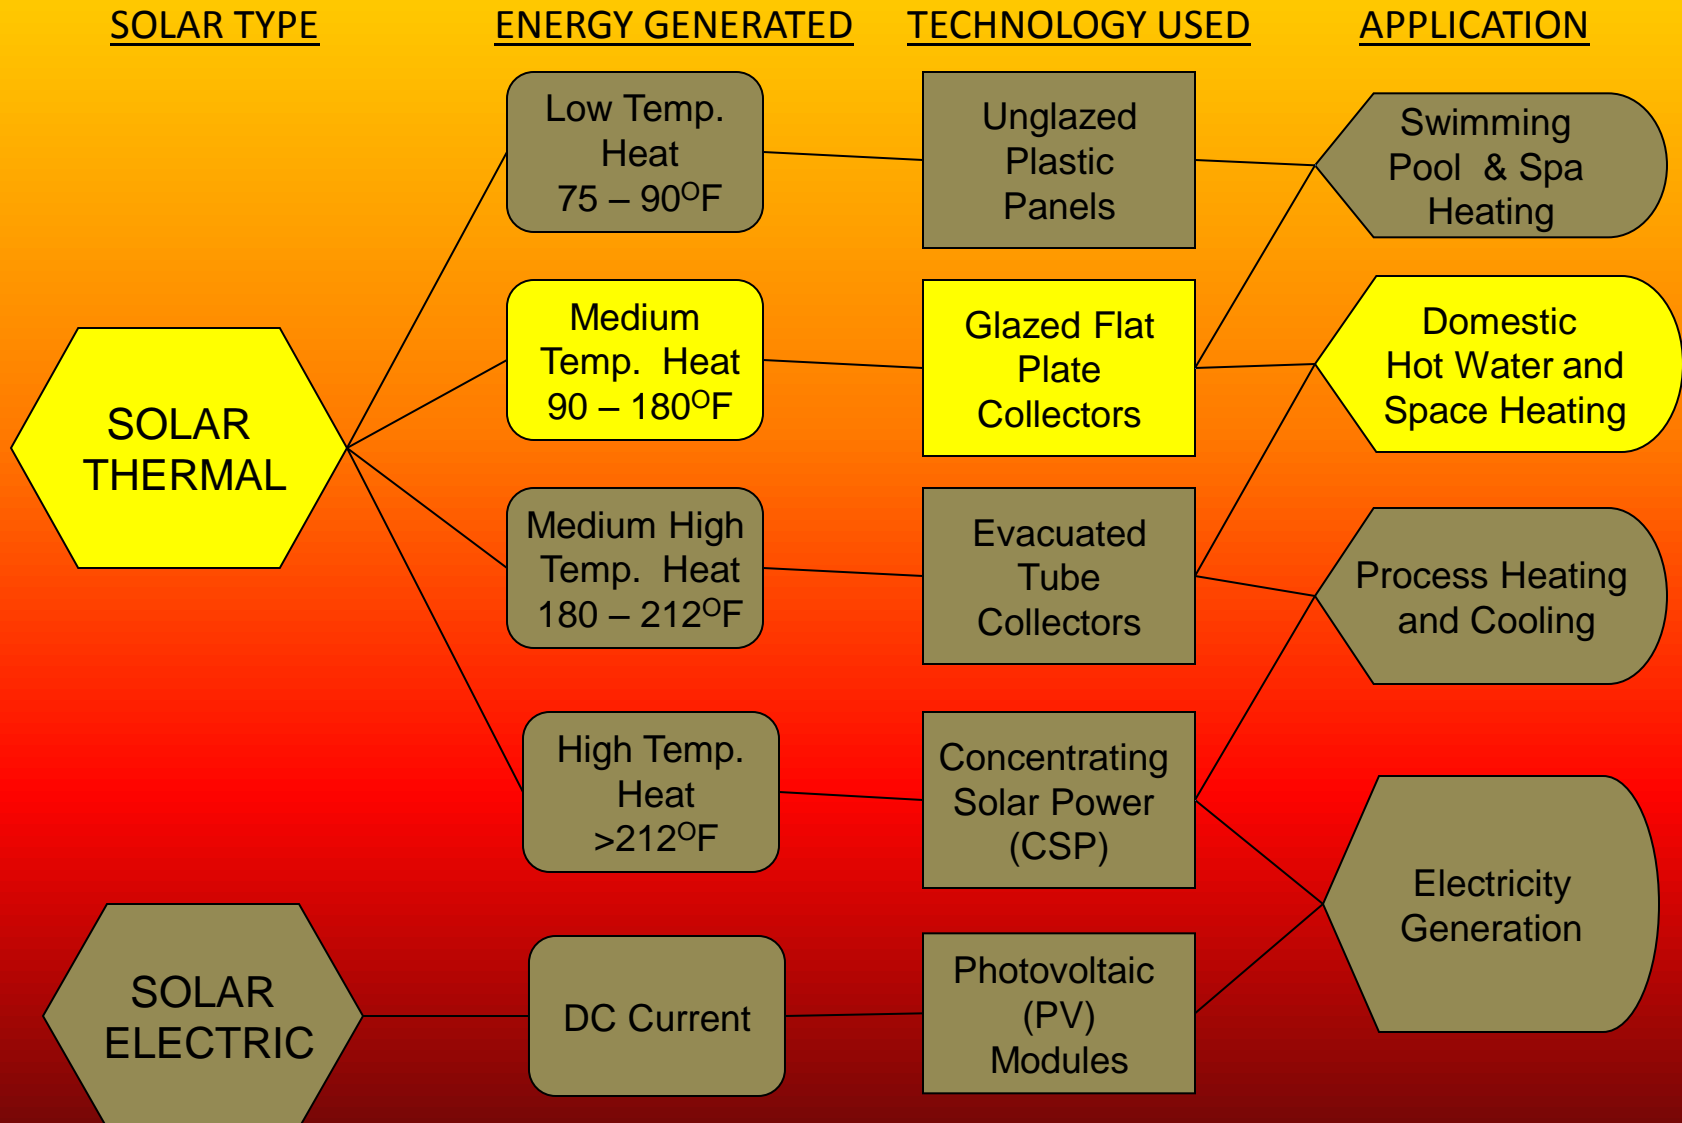 SOLAR TYPE
ENERGY GENERATED
TECHNOLOGY USED
APPLICATION
Low Temp.
Heat
75 – 90ᴼF
Unglazed
Plastic
Panels
Swimming
Pool & Spa
Heating
SOLAR
THERMAL
Medium
Temp. Heat
90 – 180ᴼF
Glazed Flat
Plate
Collectors
Domestic
Hot Water and
Space Heating
Medium High
Temp. Heat
180 – 212ᴼF
Evacuated
Tube
Collectors
Process Heating
and Cooling
High Temp.
Heat
>212ᴼF
Concentrating
Solar Power
(CSP)
Electricity
Generation
SOLAR
ELECTRIC
DC Current
Photovoltaic
(PV)
Modules